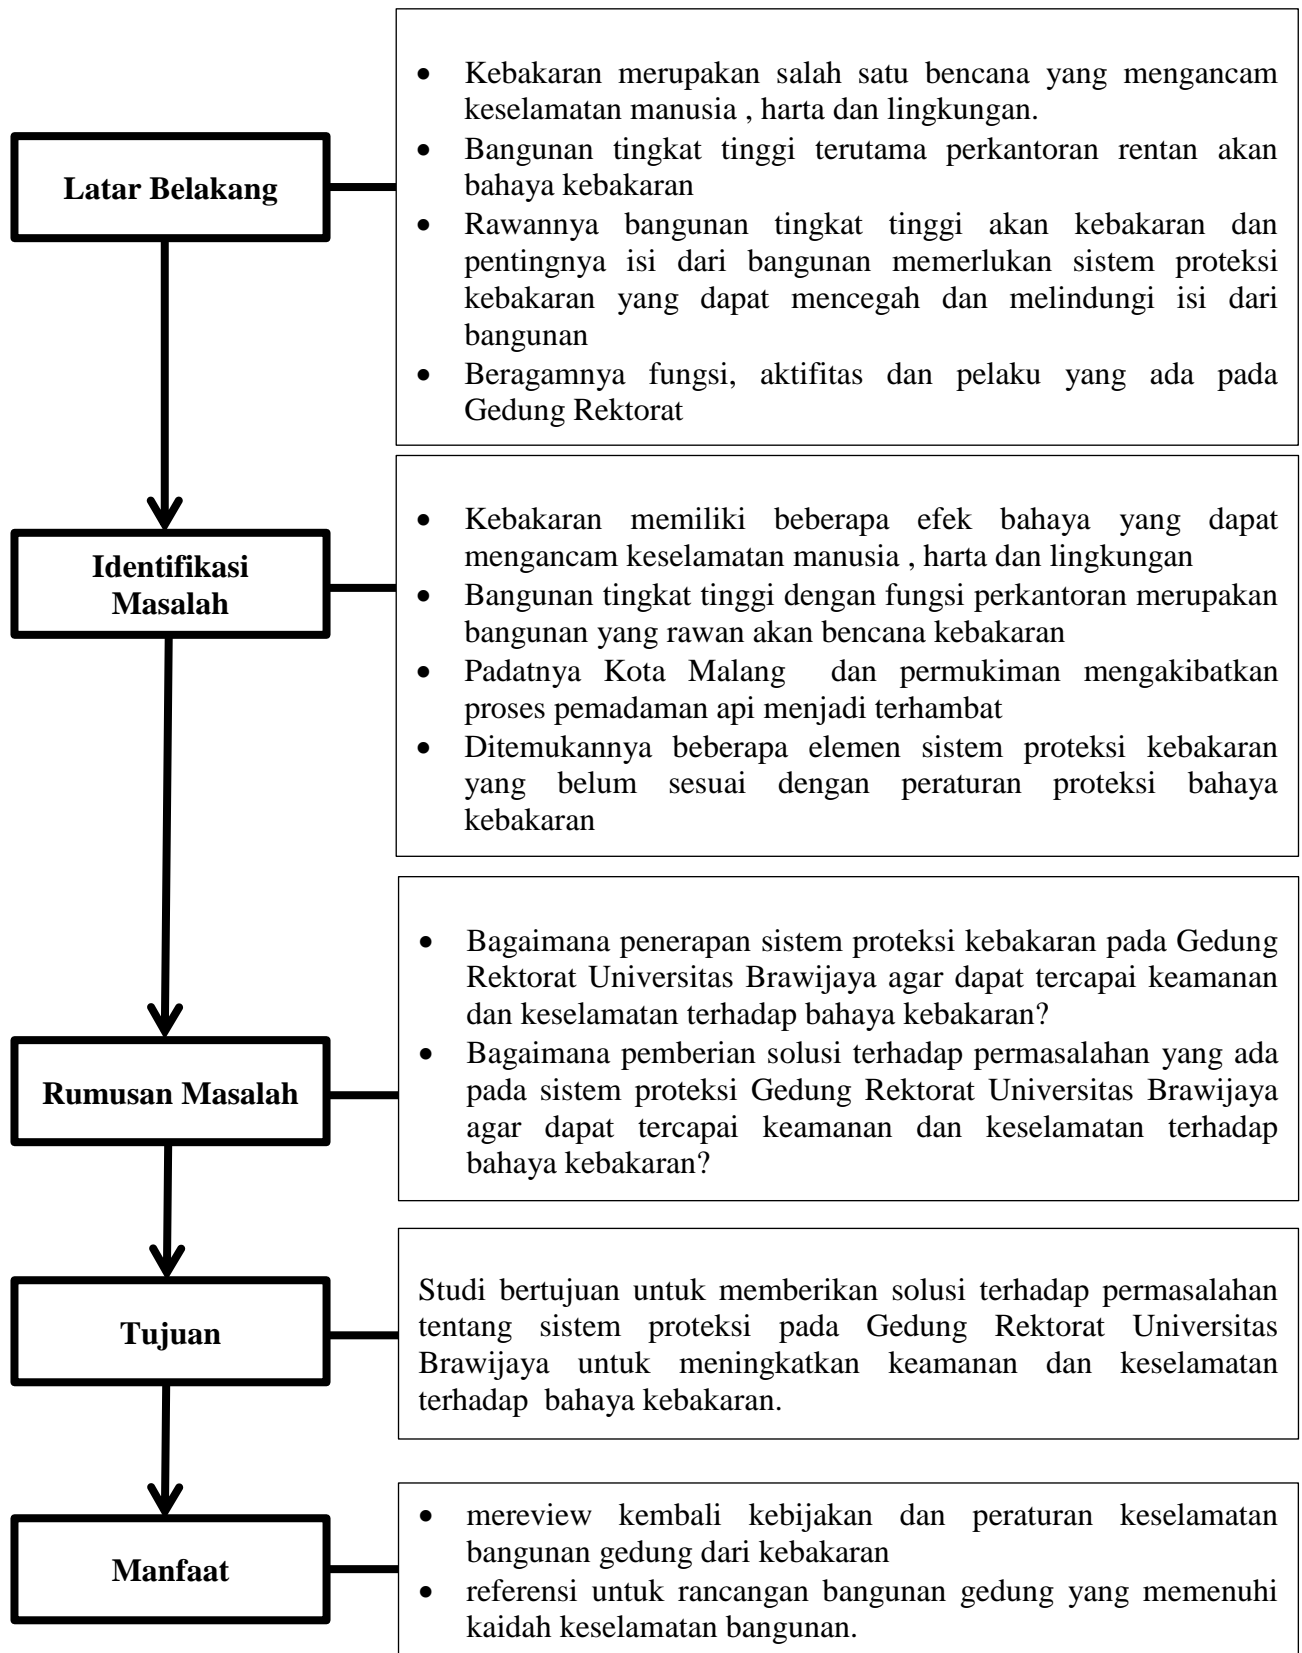 Latar Belakang
• Kebakaran merupakan salah satu bencana yang mengancam
keselamatan manusia , harta dan lingkungan.
• Bangunan tingkat tinggi terutama perkantoran rentan akan
bahaya kebakaran
• Rawannya bangunan tingkat tinggi akan kebakaran dan
pentingnya isi dari bangunan memerlukan sistem proteksi
kebakaran yang dapat mencegah dan melindungi isi dari
bangunan
• Beragamnya fungsi, aktifitas dan pelaku yang ada pada
Gedung Rektorat
Identifikasi
Masalah
• Kebakaran memiliki beberapa efek bahaya yang dapat
mengancam keselamatan manusia , harta dan lingkungan
• Bangunan tingkat tinggi dengan fungsi perkantoran merupakan
bangunan yang rawan akan bencana kebakaran
• Padatnya Kota Malang dan permukiman mengakibatkan
proses pemadaman api menjadi terhambat
• Ditemukannya beberapa elemen sistem proteksi kebakaran
yang belum sesuai dengan peraturan proteksi bahaya
kebakaran
Rumusan Masalah
• Bagaimana penerapan sistem proteksi kebakaran pada Gedung
Rektorat Universitas Brawijaya agar dapat tercapai keamanan
dan keselamatan terhadap bahaya kebakaran?
• Bagaimana pemberian solusi terhadap permasalahan yang ada
pada sistem proteksi Gedung Rektorat Universitas Brawijaya
agar dapat tercapai keamanan dan keselamatan terhadap
bahaya kebakaran?
Tujuan
Studi bertujuan untuk memberikan solusi terhadap permasalahan
tentang sistem proteksi pada Gedung Rektorat Universitas
Brawijaya untuk meningkatkan keamanan dan keselamatan
terhadap bahaya kebakaran.
Manfaat
• mereview kembali kebijakan dan peraturan keselamatan
bangunan gedung dari kebakaran
• referensi untuk rancangan bangunan gedung yang memenuhi
kaidah keselamatan bangunan.